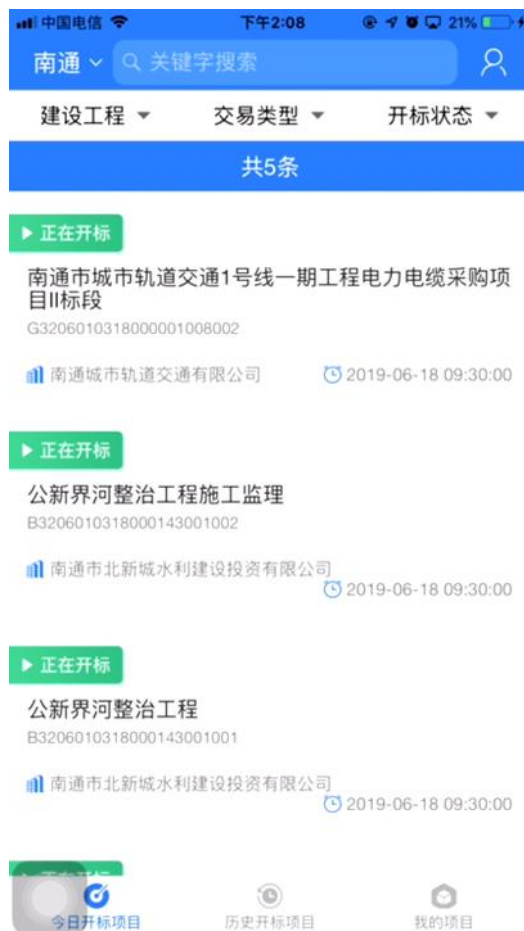 中国电信
下午2:08
21%
南通
关键字搜索
建设工程
交易类型
开标状态
共5条
正在开标
南通市城市轨道交通1号线一期工程电力电缆采购项
目II标段
G3206010318000001008002
南通城市轨道交通有限公司
2019-06-18 09:30:00
正在开标
公新界河整治工程施工监理
B3206010318000143001002
南通市北新城水利建设投资有限公司
2019-06-18 09:30:00
正在开标
公新界河整治工程
B3206010318000143001001
南通市北新城水利建设投资有限公司
2019-06-18 09:30:00
今日开标项目
历史开标项目
我的项目